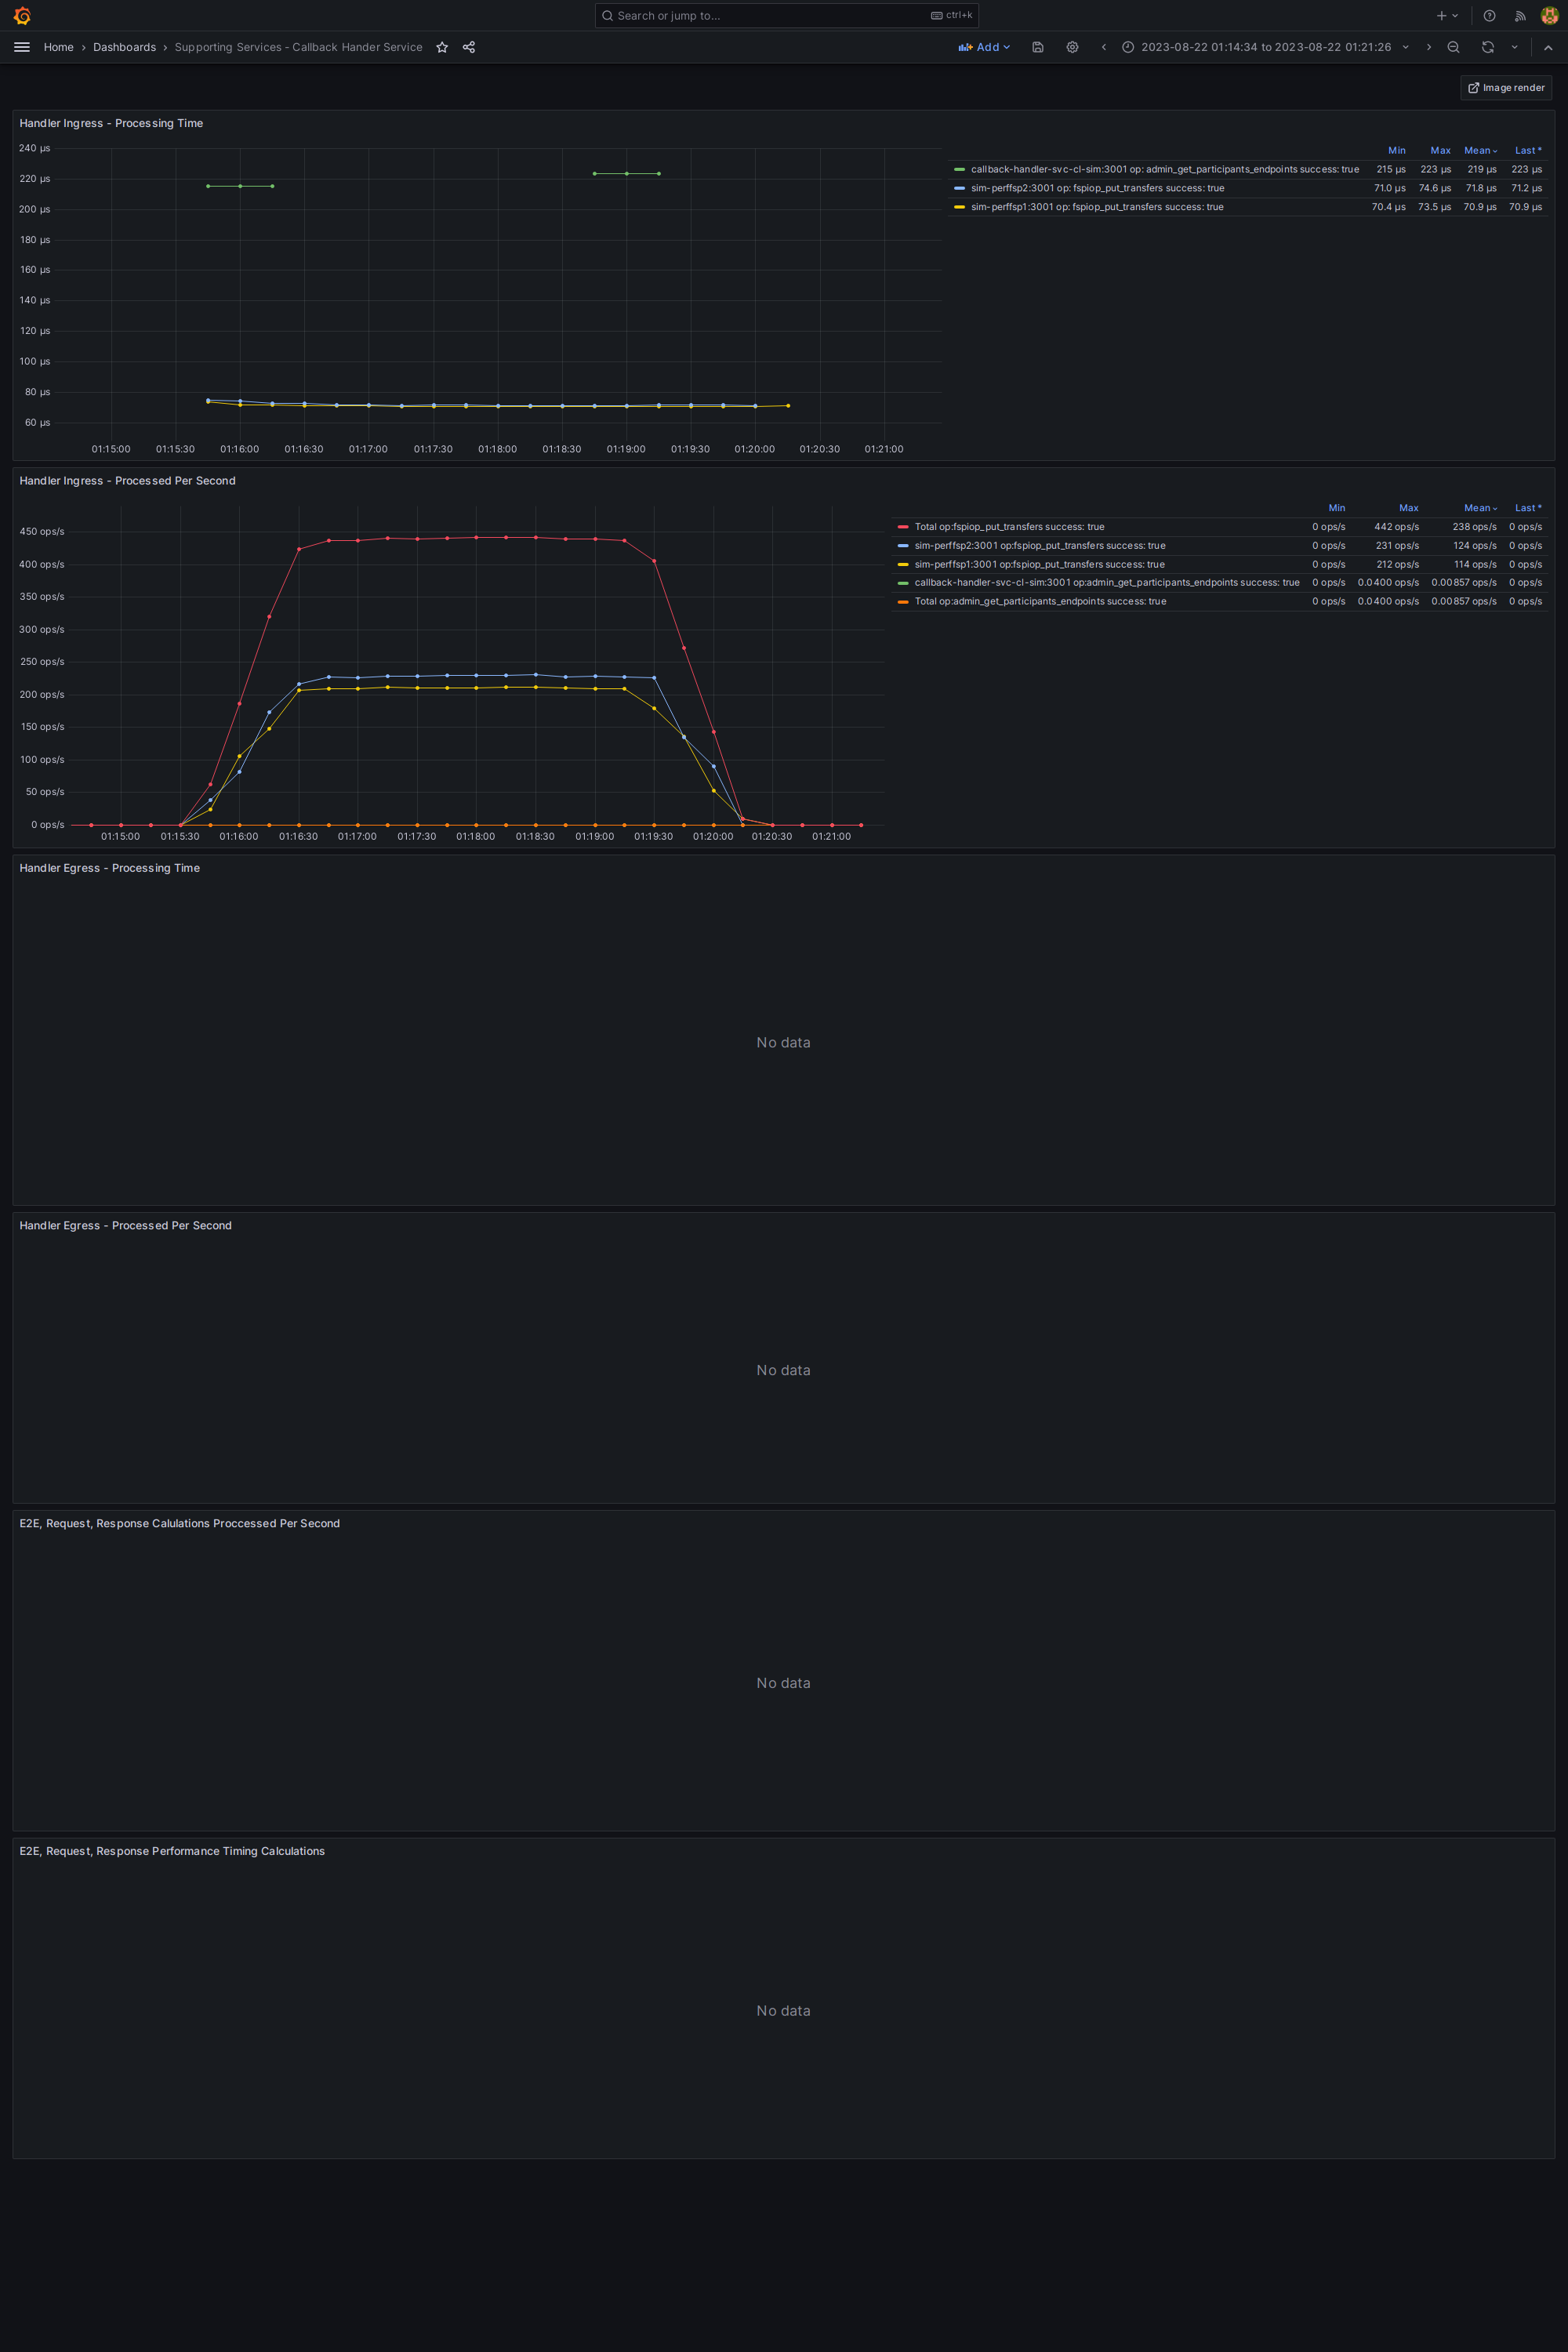 Search or jump to... ctrl+k
Home › Dashboards › Supporting Services - Callback Hander Service Add 2023-08-22 01:14:34 to 2023-08-22 01:21:26
Image render
Handler Ingress - Processing Time
240 µs
220 µs
200 µs
180 µs
160 µs
140 µs
120 µs
100 µs
80 µs
60 µs
01:15:00 01:15:30 01:16:00 01:16:30 01:17:00 01:17:30 01:18:00 01:18:30 01:19:00 01:19:30 01:20:00 01:20:30 01:21:00
Min Max Mean Last *
callback-handler-svc-cl-sim:3001 op: admin_get_participants_endpoints success: true 215 µs 223 µs 219 µs 223 µs
sim-perffsp2:3001 op: fspiop_put_transfers success: true 71.0 µs 74.6 µs 71.8 µs 71.2 µs
sim-perffsp1:3001 op: fspiop_put_transfers success: true 70.4 µs 73.5 µs 70.9 µs 70.9 µs
Handler Ingress - Processed Per Second
450 ops/s
400 ops/s
350 ops/s
300 ops/s
250 ops/s
200 ops/s
150 ops/s
100 ops/s
50 ops/s
0 ops/s
01:15:00 01:15:30 01:16:00 01:16:30 01:17:00 01:17:30 01:18:00 01:18:30 01:19:00 01:19:30 01:20:00 01:20:30 01:21:00
Min Max Mean Last *
Total op:fspiop_put_transfers success: true 0 ops/s 442 ops/s 238 ops/s 0 ops/s
sim-perffsp2:3001 op:fspiop_put_transfers success: true 0 ops/s 231 ops/s 124 ops/s 0 ops/s
sim-perffsp1:3001 op:fspiop_put_transfers success: true 0 ops/s 212 ops/s 114 ops/s 0 ops/s
callback-handler-svc-cl-sim:3001 op:admin_get_participants_endpoints success: true 0 ops/s 0.0400 ops/s 0.00857 ops/s 0 ops/s
Total op:admin_get_participants_endpoints success: true 0 ops/s 0.0400 ops/s 0.00857 ops/s 0 ops/s
Handler Egress - Processing Time
No data
Handler Egress - Processed Per Second
No data
E2E, Request, Response Calulations Proccessed Per Second
No data
E2E, Request, Response Performance Timing Calculations
No data